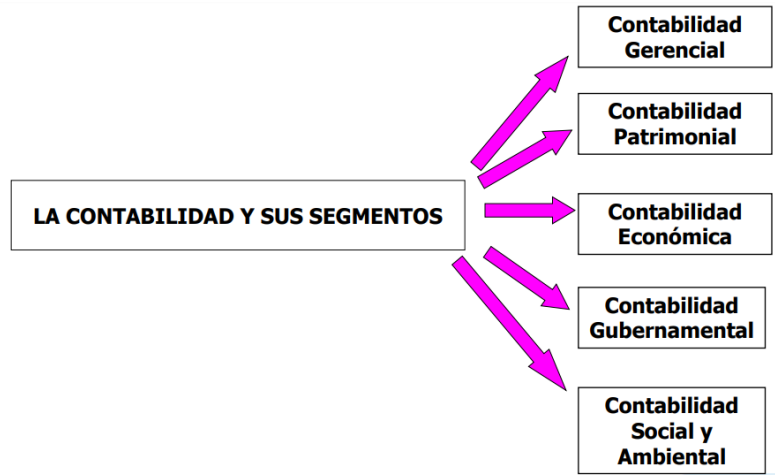 Contabilidad
Gerencial
Contabilidad
Patrimonial
LA CONTABILIDAD Y SUS SEGMENTOS
Contabilidad
Económica
Contabilidad
Gubernamental
Contabilidad
Social y
Ambiental